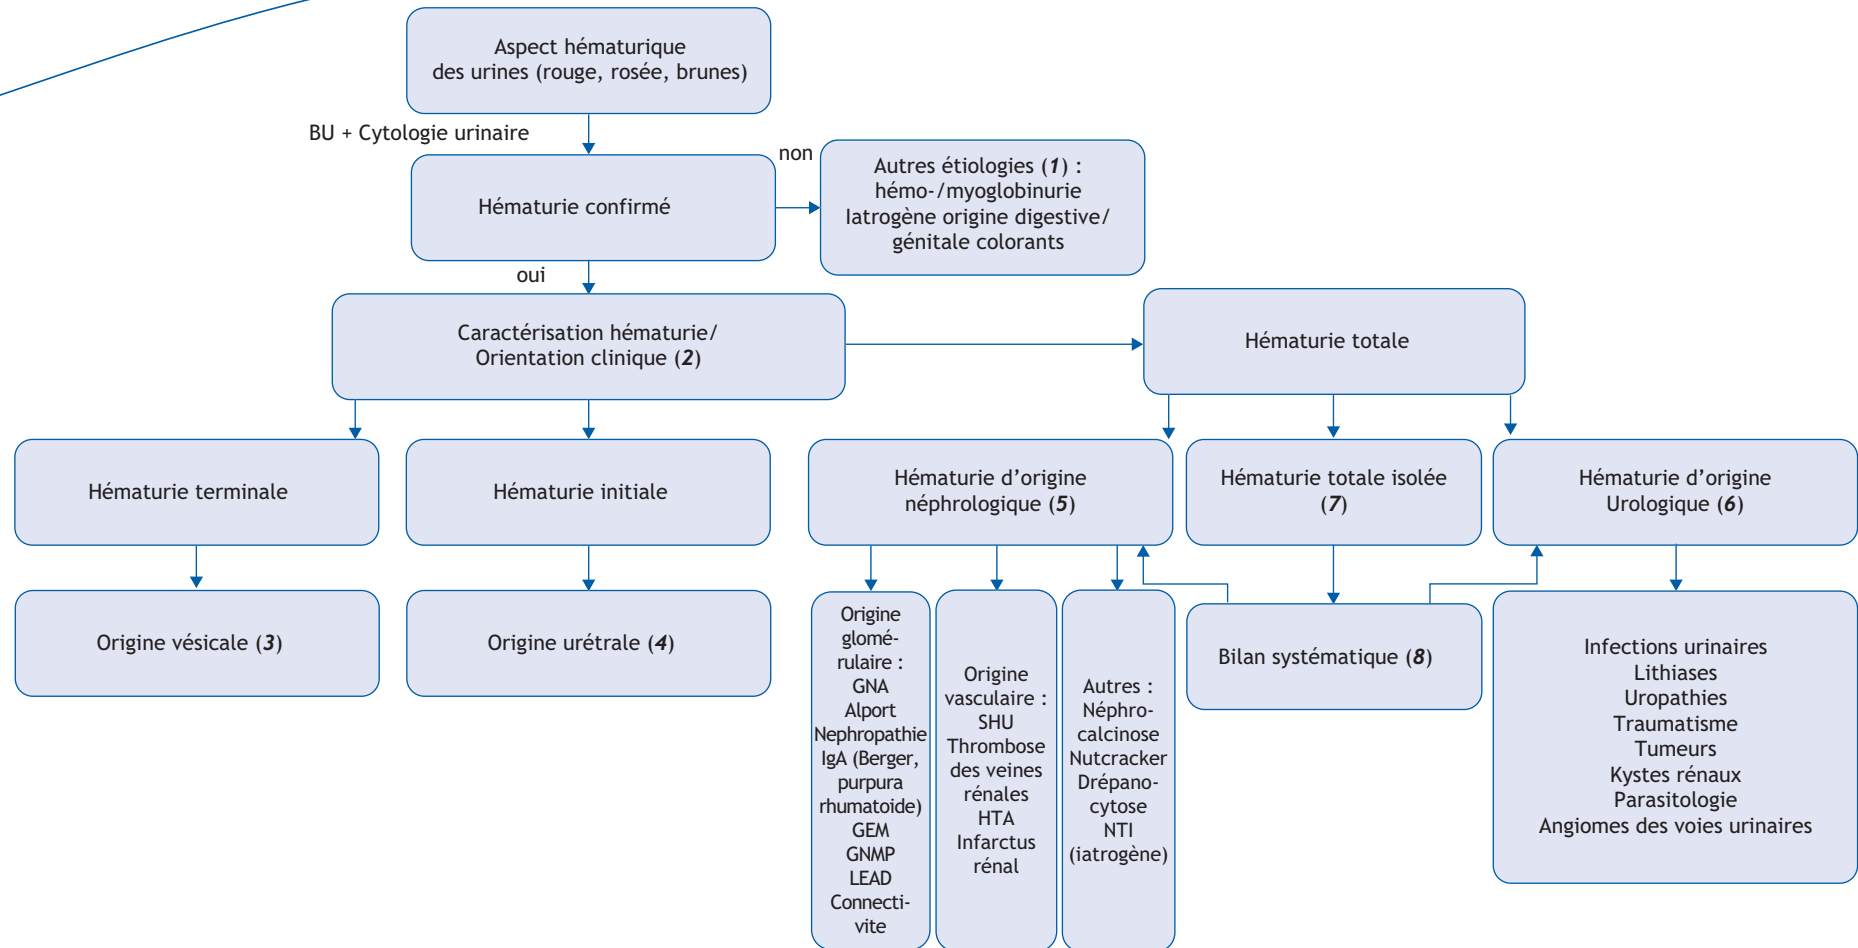 Aspect hématurique
des urines (rouge, rosée, brunes)
BU + Cytologie urinaire
non
Hématurie confirmé
Autres étiologies (1) :
hémo-/myoglobinurie
Iatrogène origine digestive/
génitale colorants
oui
Caractérisation hématurie/
Orientation clinique (2)
Hématurie totale
Hématurie terminale
Hématurie initiale
Hématurie d'origine
néphrologique (5)
Hématurie totale isolée
(7)
Hématurie d'origine
Urologique (6)
Origine vésicale (3)
Origine urétrale (4)
Origine
glomé-
rulaire :
GNA
Alport
Nephropathie
IgA (Berger,
purpura
rhumatoide)
GEM
GNMP
LEAD
Connecti-
vite
Origine
vasculaire :
SHU
Thrombose
des veines
rénales
HTA
Infarctus
rénal
Autres :
Néphro-
calcinose
Nutcracker
Drépano-
cytose
NTI
(iatrogène)
Bilan systématique (8)
Infections urinaires
Lithiases
Uropathies
Traumatisme
Tumeurs
Kystes rénaux
Parasitologie
Angiomes des voies urinaires